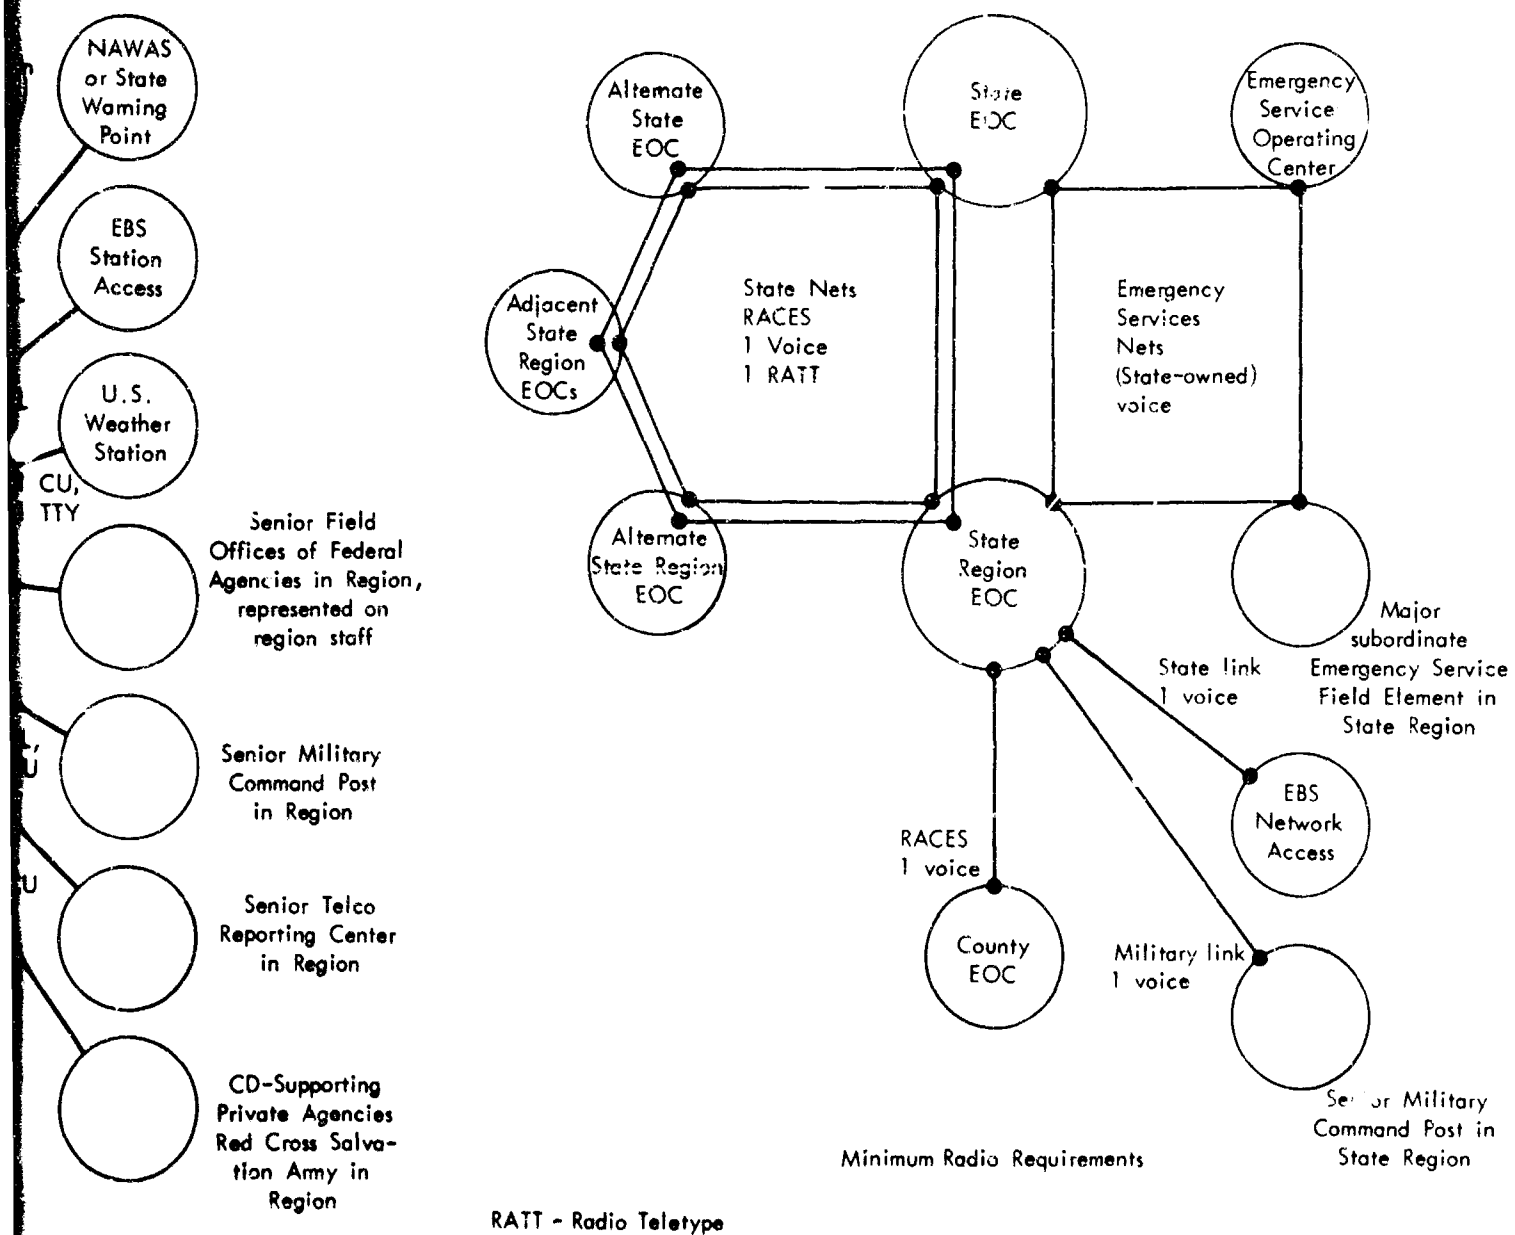 NAWAS
or State
Warning
Point
EBS
Station
Access
U.S.
Weather
Station
CU,
TTY
Senior Field
Offices of Federal
Agencies in Region,
represented on
region staff
U
Senior Military
Command Post
in Region
U
Senior Telco
Reporting Center
in Region
CD-Supporting
Private Agencies
Red Cross Salva-
tion Army in
Region
Alternate
State
EOC
State
EOC
Emergency
Service
Operating
Center
Adjacent
State
Region
EOCs
State Nets
RACES
1 Voice
1 RATT
Emergency
Services
Nets
(State-owned)
voice
Alternate
State Region
EOC
State
Region
EOC
Major
subordinate
Emergency Service
Field Element in
State Region
State link
1 voice
EBS
Network
Access
RACES
1 voice
County
EOC
Military link
1 voice
Senior Military
Command Post in
State Region
Minimum Radio Requirements
RATT - Radio Teletype